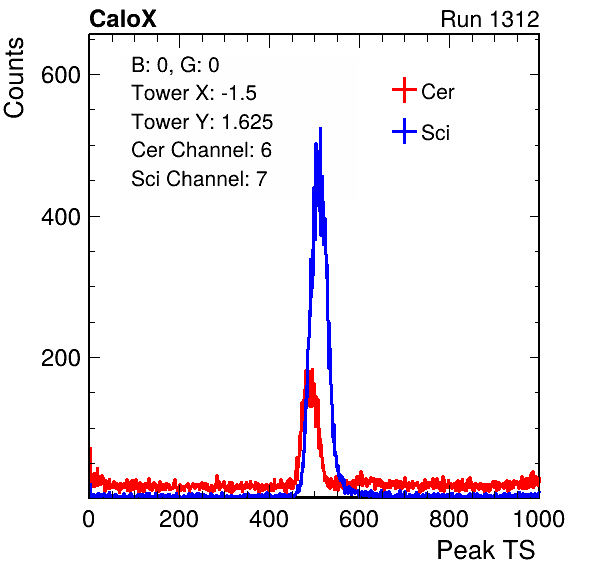 CaloX Run 1312
Counts
B: 0, G: 0
Tower X: -1.5
Tower Y: 1.625
Cer Channel: 6
Sci Channel: 7
Cer
Sci
600
400
200
0 200 400 600 800 1000
Peak TS